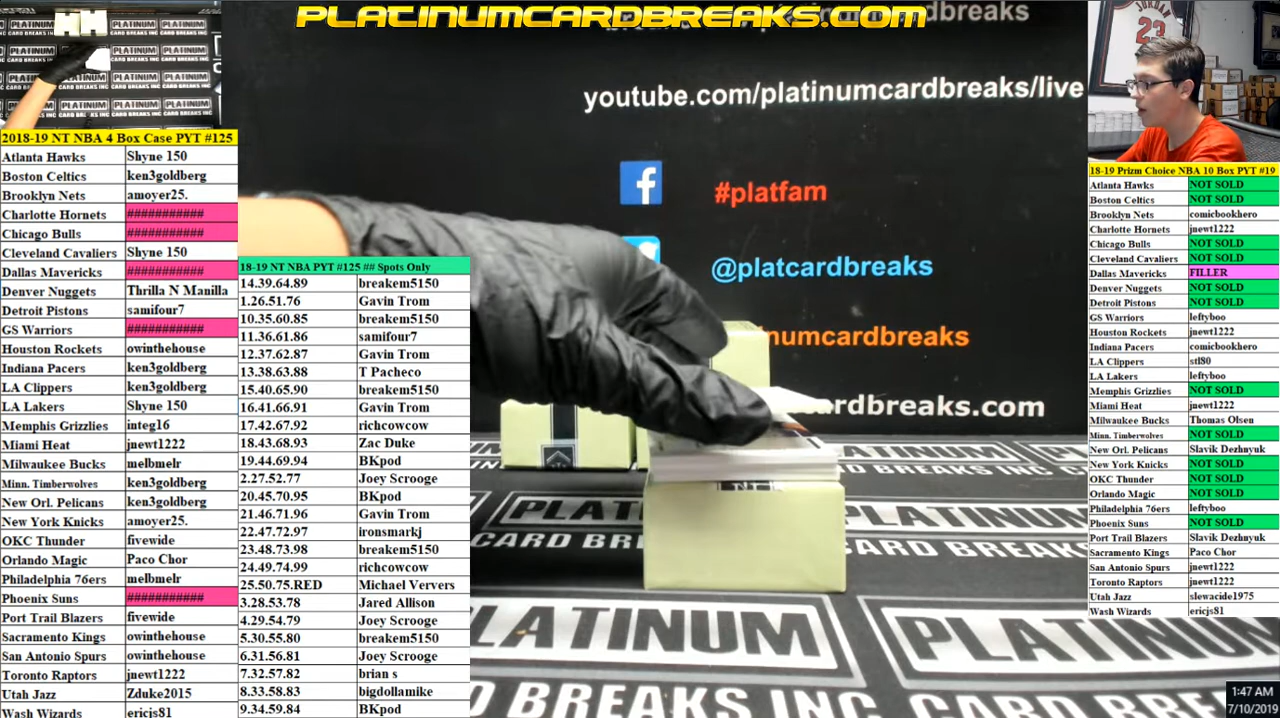 PLATINUMCARDBREAKS.COM
youtube.com/platinumcardbreaks/live
#platfam
@platcardbreaks
inumcardbreaks
cardbreaks.com
JORDAN
23
2018-19 NT NBA 4 Box Case PYT #125
Atlanta Hawks Shyne 150
Boston Celtics ken3goldberg
Brooklyn Nets amoyer25.
Charlotte Hornets ###########
Chicago Bulls ###########
Cleveland Cavaliers Shyne 150
Dallas Mavericks ###########
Denver Nuggets Thrilla N Manilla
Detroit Pistons samifour7
GS Warriors ###########
Houston Rockets owinthehouse
Indiana Pacers ken3goldberg
LA Clippers ken3goldberg
LA Lakers Shyne 150
Memphis Grizzlies integ16
Miami Heat jnewt1222
Milwaukee Bucks melbmelr
Minn. Timberwolves ken3goldberg
New Orl. Pelicans ken3goldberg
New York Knicks amoyer25.
OKC Thunder fivewide
Orlando Magic Paco Chor
Philadelphia 76ers melbmelr
Phoenix Suns ###########
Port Trail Blazers fivewide
Sacramento Kings owinthehouse
San Antonio Spurs owinthehouse
Toronto Raptors jnewt1222
Utah Jazz Zduke2015
Wash Wizards ericjs81
18-19 NT NBA PYT #125 ## Spots Only
14.39.64.89 breakem5150
1.26.51.76 Gavin Trom
10.35.60.85 breakem5150
11.36.61.86 samifour7
12.37.62.87 Gavin Trom
13.38.63.88 T Pacheco
15.40.65.90 breakem5150
16.41.66.91 Gavin Trom
17.42.67.92 richcowcow
18.43.68.93 Zac Duke
19.44.69.94 BKpod
2.27.52.77 Joey Scrooge
20.45.70.95 BKpod
21.46.71.96 Gavin Trom
22.47.72.97 ironsmarkj
23.48.73.98 breakem5150
24.49.74.99 richcowcow
25.50.75.RED Michael Ververs
3.28.53.78 Jared Allison
4.29.54.79 Joey Scrooge
5.30.55.80 breakem5150
6.31.56.81 Joey Scrooge
7.32.57.82 brian s
8.33.58.83 bigdollamike
9.34.59.84 BKpod
18-19 Prizm Choice NBA 10 Box PYT #19
Atlanta Hawks NOT SOLD
Boston Celtics NOT SOLD
Brooklyn Nets comicbookhero
Charlotte Hornets jnewt1222
Chicago Bulls NOT SOLD
Cleveland Cavaliers NOT SOLD
Dallas Mavericks FILLER
Denver Nuggets NOT SOLD
Detroit Pistons NOT SOLD
GS Warriors leftyboo
Houston Rockets jnewt1222
Indiana Pacers comicbookhero
LA Clippers stl80
LA Lakers leftyboo
Memphis Grizzlies NOT SOLD
Miami Heat jnewt1222
Milwaukee Bucks Thomas Olsen
Minn. Timberwolves NOT SOLD
New Orl. Pelicans Slavik Dezhnyuk
New York Knicks NOT SOLD
OKC Thunder NOT SOLD
Orlando Magic NOT SOLD
Philadelphia 76ers leftyboo
Phoenix Suns NOT SOLD
Port Trail Blazers Slavik Dezhnyuk
Sacramento Kings Paco Chor
San Antonio Spurs jnewt1222
Toronto Raptors jnewt1222
Utah Jazz slewacide1975
Wash Wizards ericjs81
PLATINUM
CARD BREAKS INC
PLATINUM
PLATINUM
1:47 AM
7/10/2019